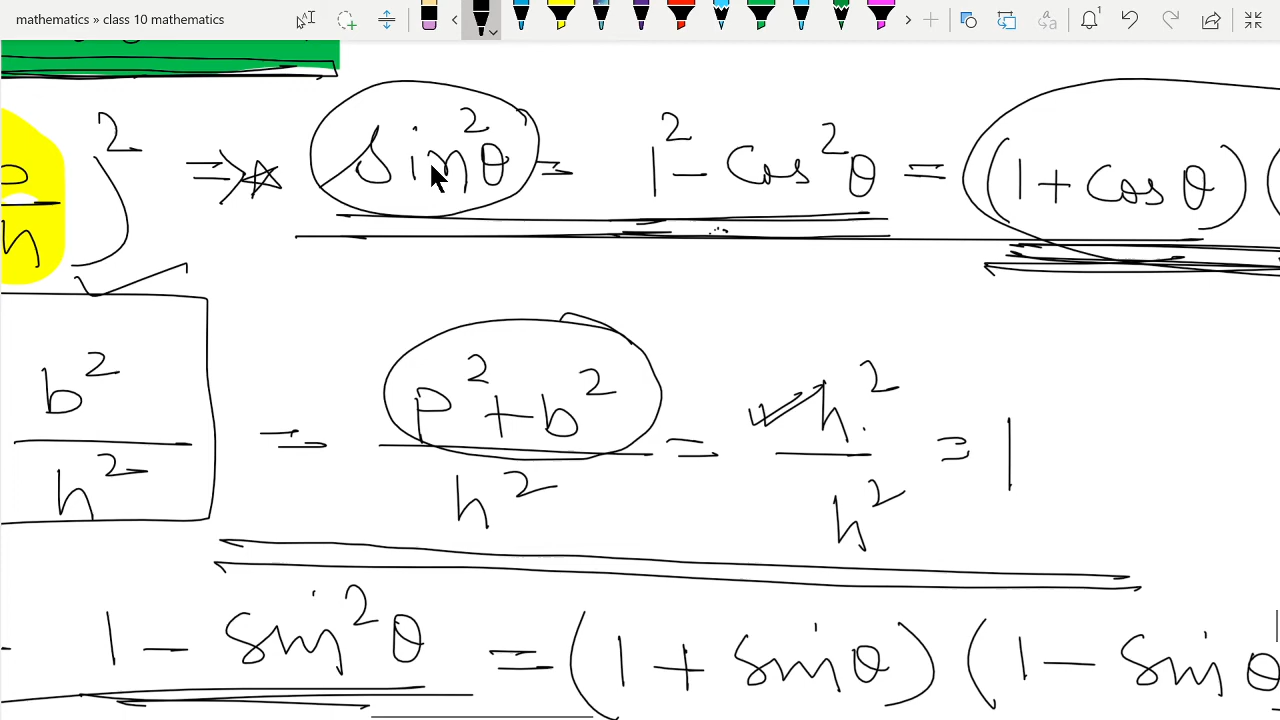 mathematics » class 10 mathematics
)² ⇒ ☆ sin²θ = 1² - cos²θ = (1 + cosθ)(
h
b²/h² = p²+b²/h² = h²/h² = 1
1 - sin²θ = (1 + sinθ)(1 - sinθ